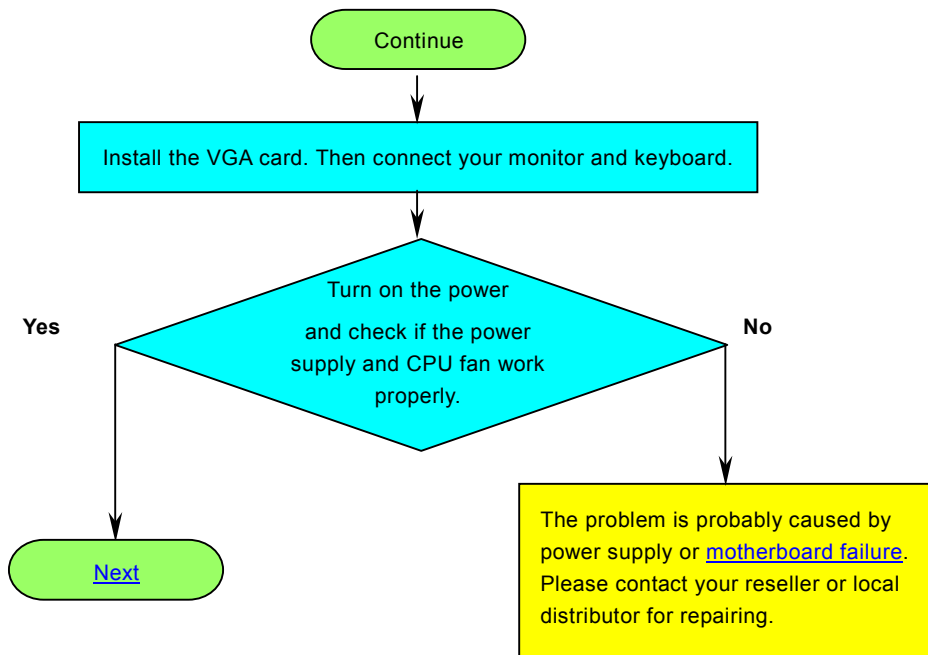 Continue
Install the VGA card. Then connect your monitor and keyboard.
Turn on the power
and check if the power
supply and CPU fan work
properly.
Yes
No
Next
The problem is probably caused by
power supply or motherboard failure.
Please contact your reseller or local
distributor for repairing.